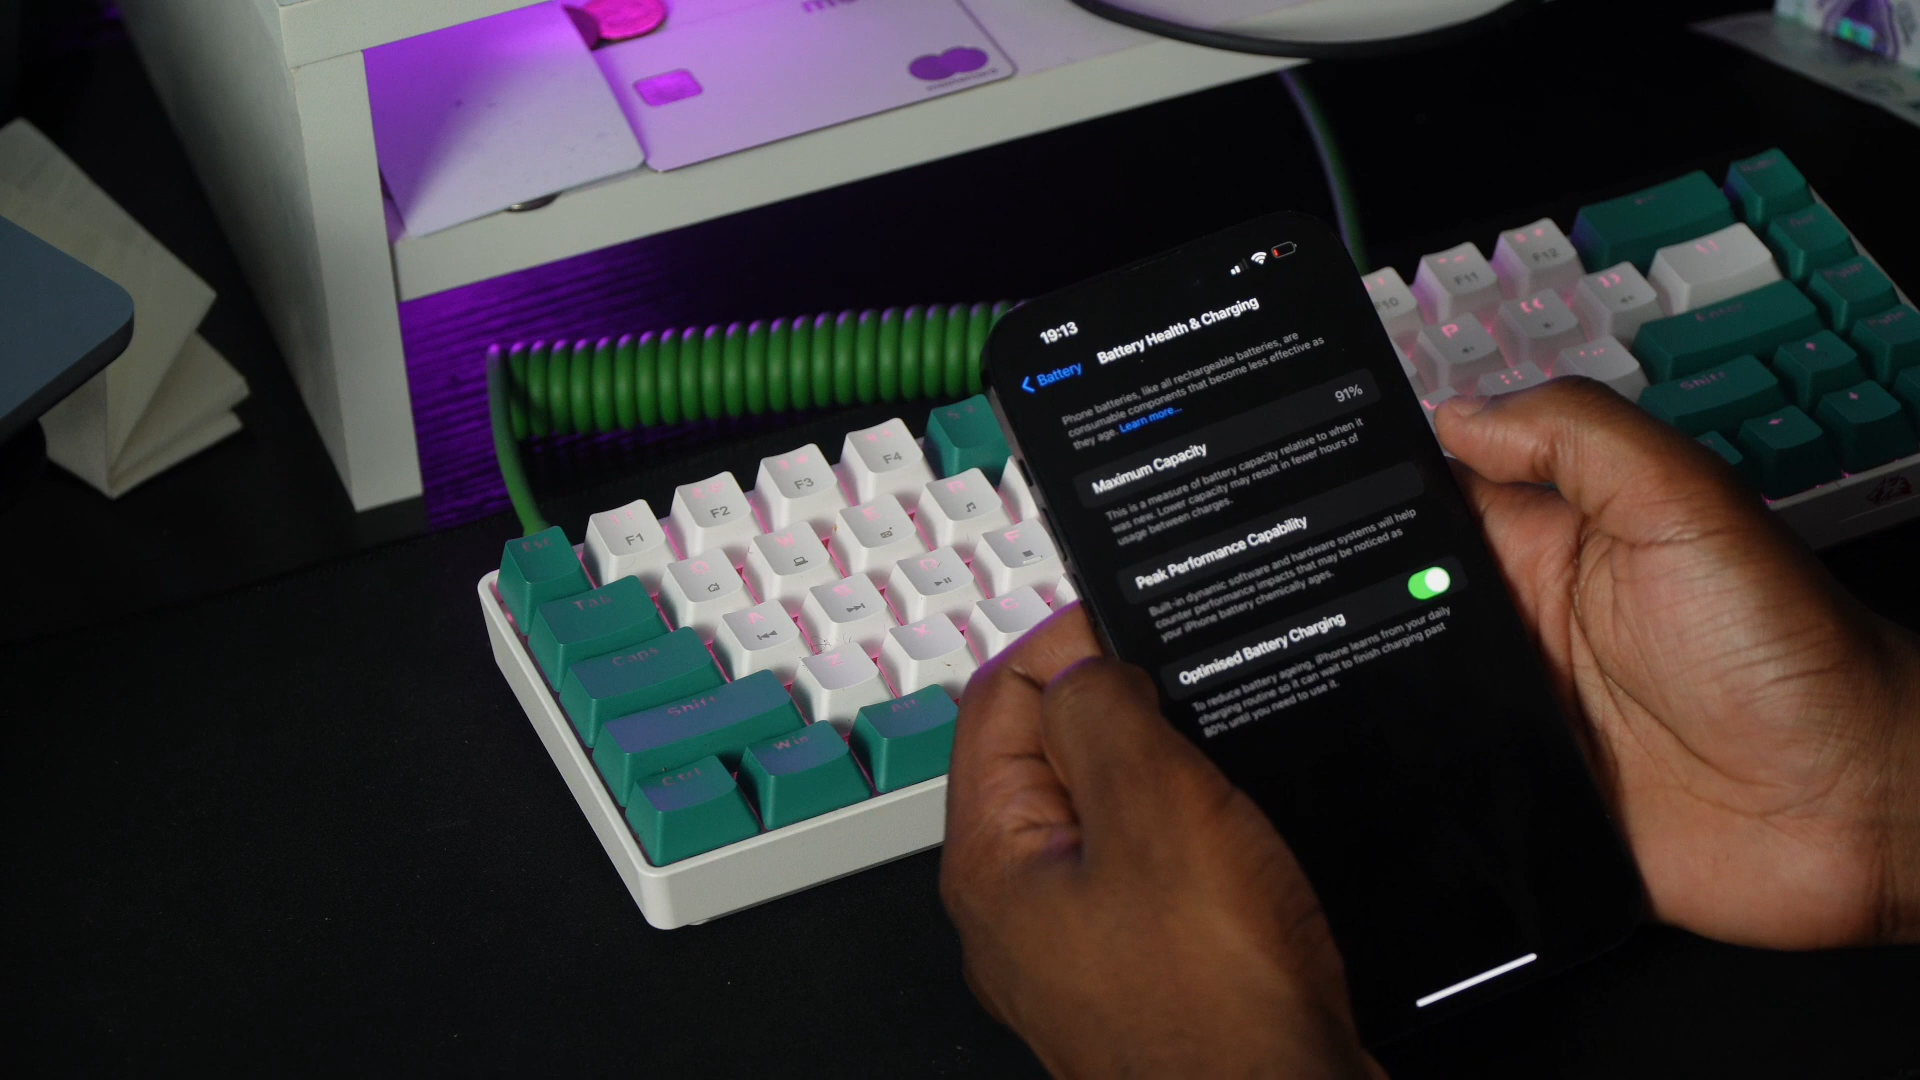 mastercard
19:13
Battery
Battery Health & Charging
Phone batteries, like all rechargeable batteries, are
consumable components that become less effective as
they age. Learn more...
Maximum Capacity 91%
This is a measure of battery capacity relative to when it
was new. Lower capacity may result in fewer hours of
usage between charges.
Peak Performance Capability
Built-in dynamic software and hardware systems will help
counter performance impacts that may be noticed as
your iPhone battery chemically ages.
Optimised Battery Charging
To reduce battery ageing, iPhone learns from your daily
charging routine so it can wait to finish charging past
80% until you need to use it.
Esc F1 F2 F3 F4
F10 F11 F12
Tab Q W E R
P
Caps A S D F
Enter
Shift Z X C
Shift
Ctrl Win Alt